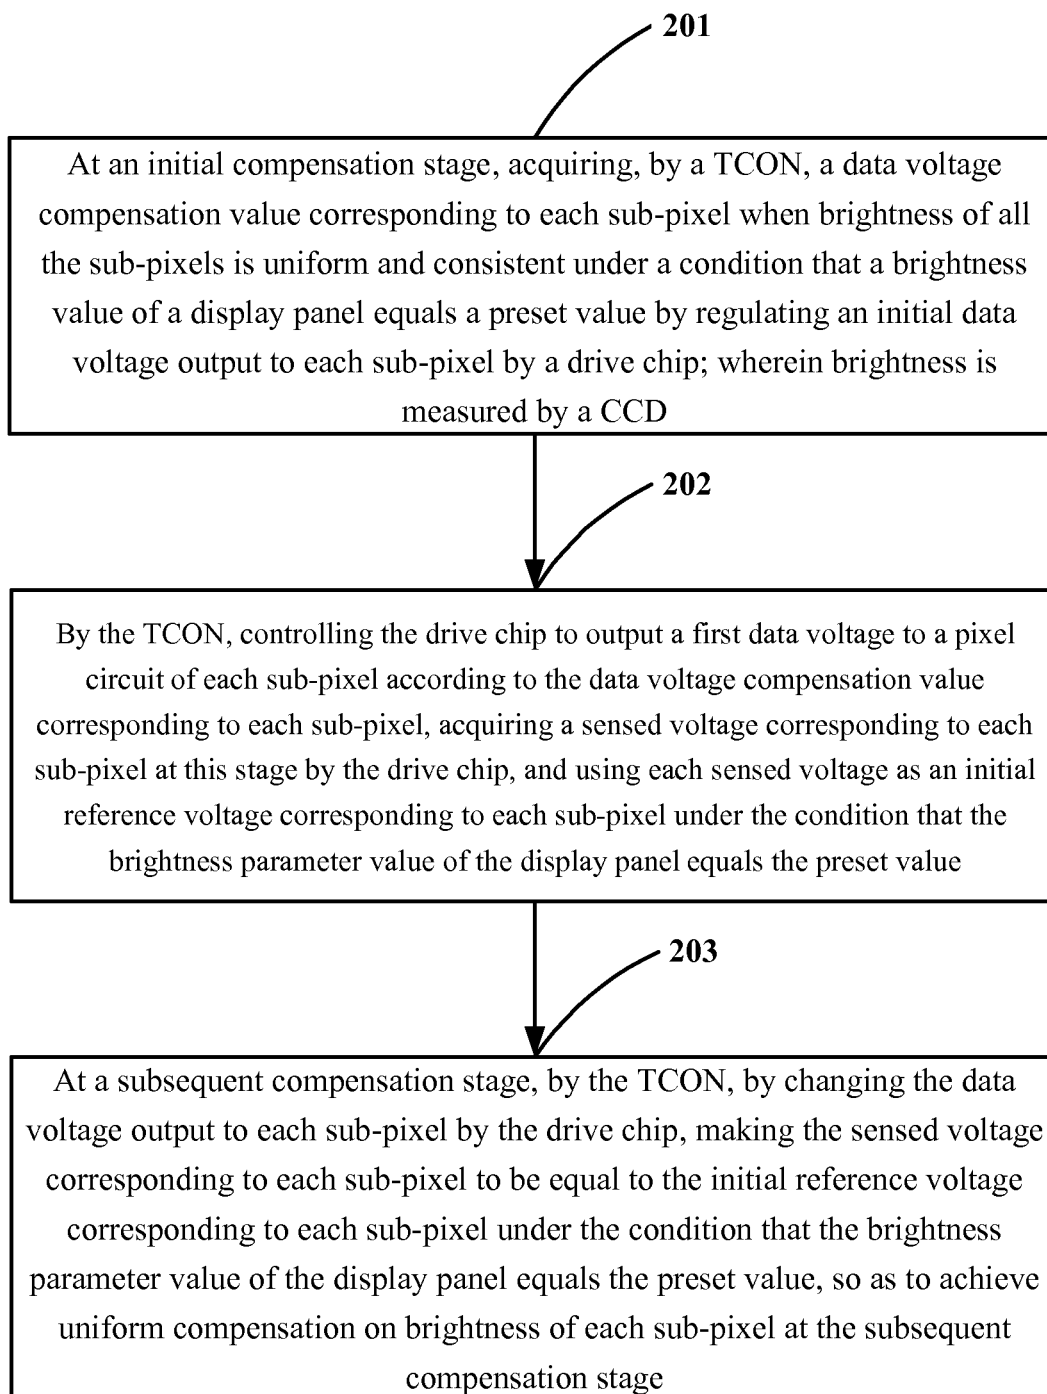 201
At an initial compensation stage, acquiring, by a TCON, a data voltage
compensation value corresponding to each sub-pixel when brightness of all
the sub-pixels is uniform and consistent under a condition that a brightness
value of a display panel equals a preset value by regulating an initial data
voltage output to each sub-pixel by a drive chip; wherein brightness is
measured by a CCD
202
By the TCON, controlling the drive chip to output a first data voltage to a pixel
circuit of each sub-pixel according to the data voltage compensation value
corresponding to each sub-pixel, acquiring a sensed voltage corresponding to each
sub-pixel at this stage by the drive chip, and using each sensed voltage as an initial
reference voltage corresponding to each sub-pixel under the condition that the
brightness parameter value of the display panel equals the preset value
203
At a subsequent compensation stage, by the TCON, by changing the data
voltage output to each sub-pixel by the drive chip, making the sensed voltage
corresponding to each sub-pixel to be equal to the initial reference voltage
corresponding to each sub-pixel under the condition that the brightness
parameter value of the display panel equals the preset value, so as to achieve
uniform compensation on brightness of each sub-pixel at the subsequent
compensation stage